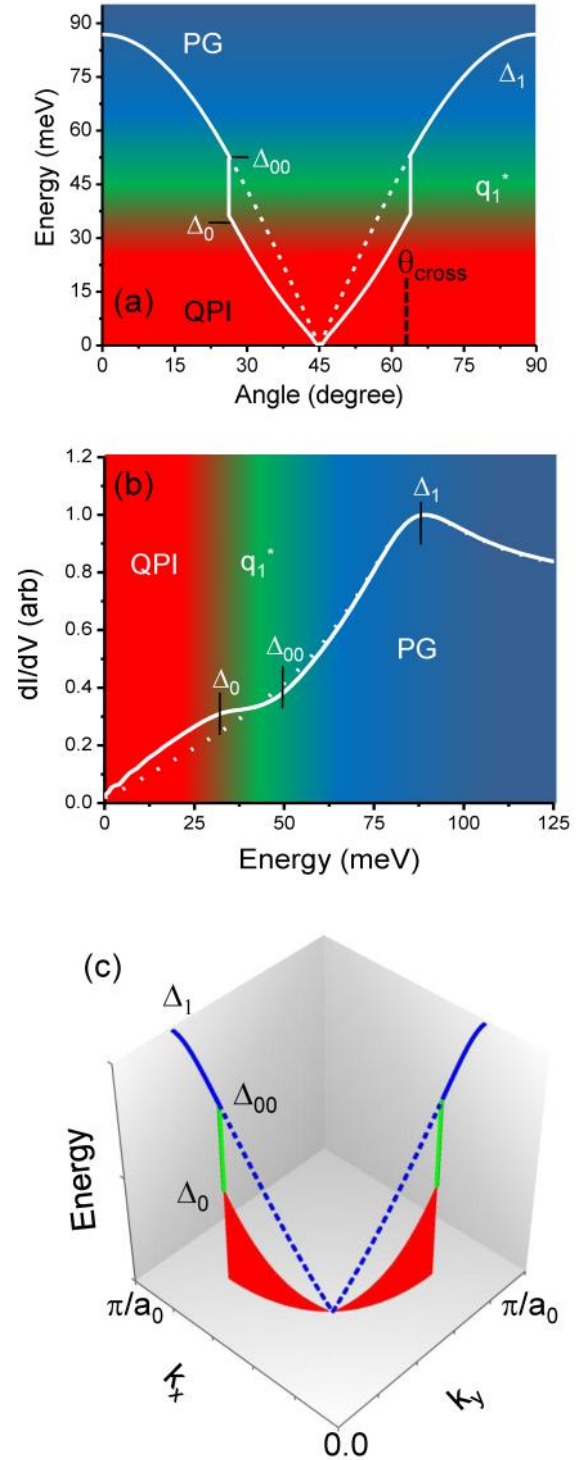 PG
Δ₁
Δ₀₀
q₁*
Δ₀
θcross
(a)
QPI
90
75
60
45
30
15
0
Energy (meV)
0 15 30 45 60 75 90
Angle (degree)
(b)
QPI
q₁*
Δ₁
Δ₀₀
PG
Δ₀
1.2
1.0
0.8
0.6
0.4
0.2
0.0
dI/dV (arb)
0 25 50 75 100 125
Energy (meV)
(c)
Δ₁
Δ₀₀
Δ₀
Energy
π/a₀
π/a₀
kₓ
kᵧ
0.0